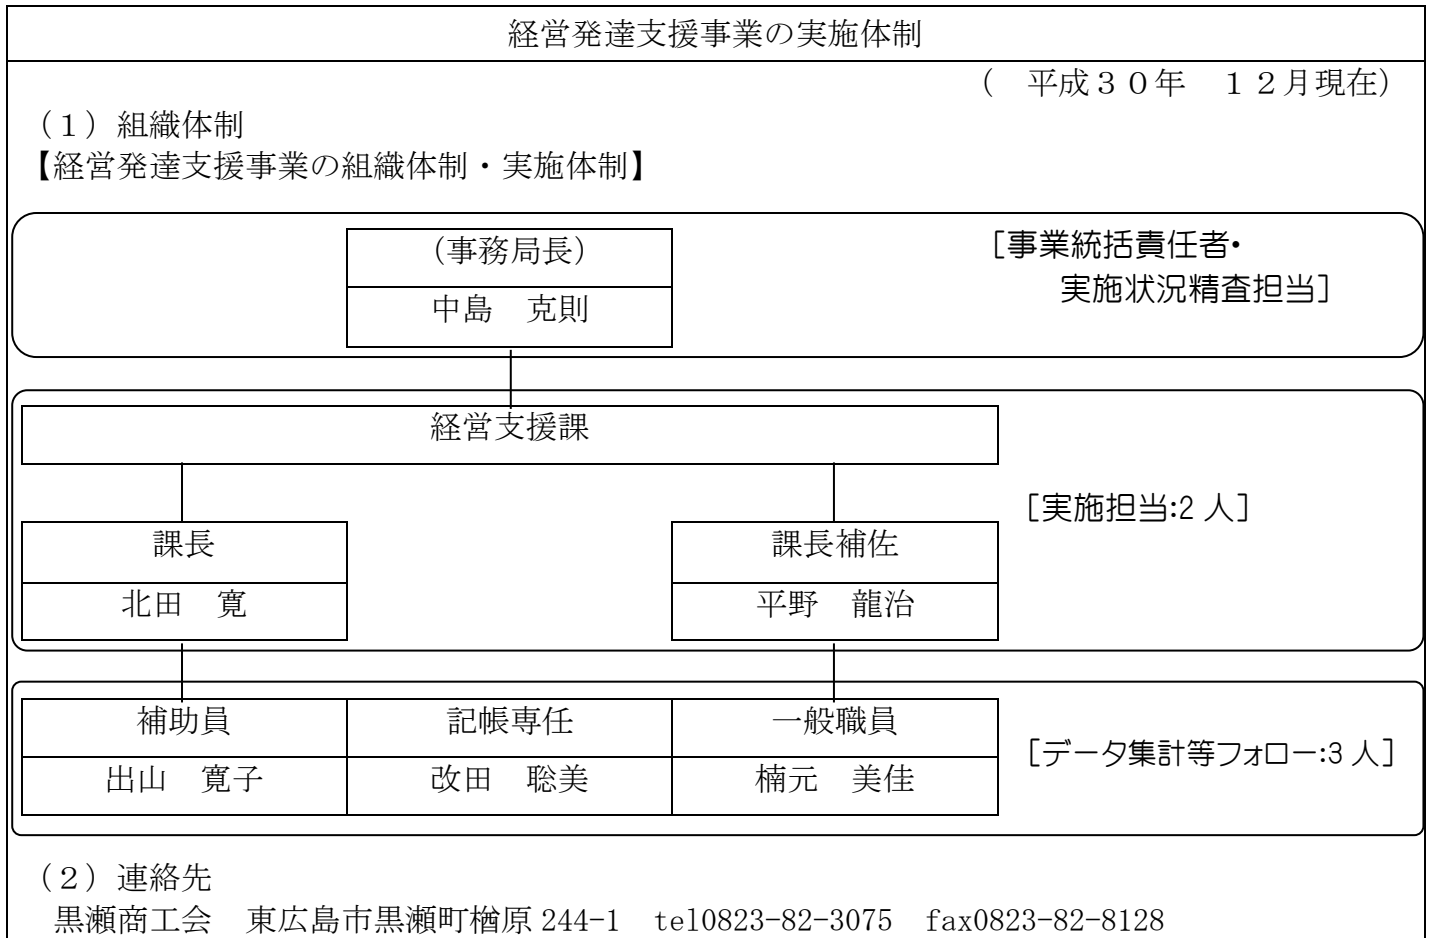 経営発達支援事業の実施体制
(　平成３０年　１２月現在)
（１）組織体制
【経営発達支援事業の組織体制・実施体制】
（事務局長）
[事業統括責任者・
実施状況精査担当]
中島　克則
経営支援課
[実施担当:2 人]
課長　課長補佐
北田　寛　平野　龍治
補助員　記帳専任　一般職員
[データ集計等フォロー:3 人]
出山　寛子　改田　聡美　楠元　美佳
（２）連絡先
黒瀬商工会　東広島市黒瀬町楢原 244-1　tel0823-82-3075　fax0823-82-8128